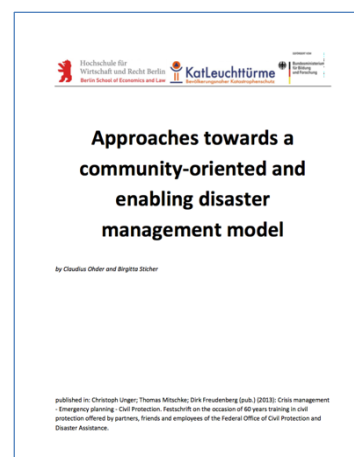 Hochschule für
Wirtschaft und Recht Berlin
Berlin School of Economics and Law
KatLeuchttürme
Bevölkerungsnaher Katastrophenschutz
GEFÖRDERT VOM
Bundesministerium
für Bildung
und Forschung
Approaches towards a
community-oriented and
enabling disaster
management model
by Claudius Ohder and Birgitta Sticher
published in: Christoph Unger; Thomas Mitschke; Dirk Freudenberg (pub.) (2013): Crisis management
- Emergency planning - Civil Protection. Festschrift on the occasion of 60 years training in civil
protection offered by partners, friends and employees of the Federal Office of Civil Protection and
Disaster Assistance.